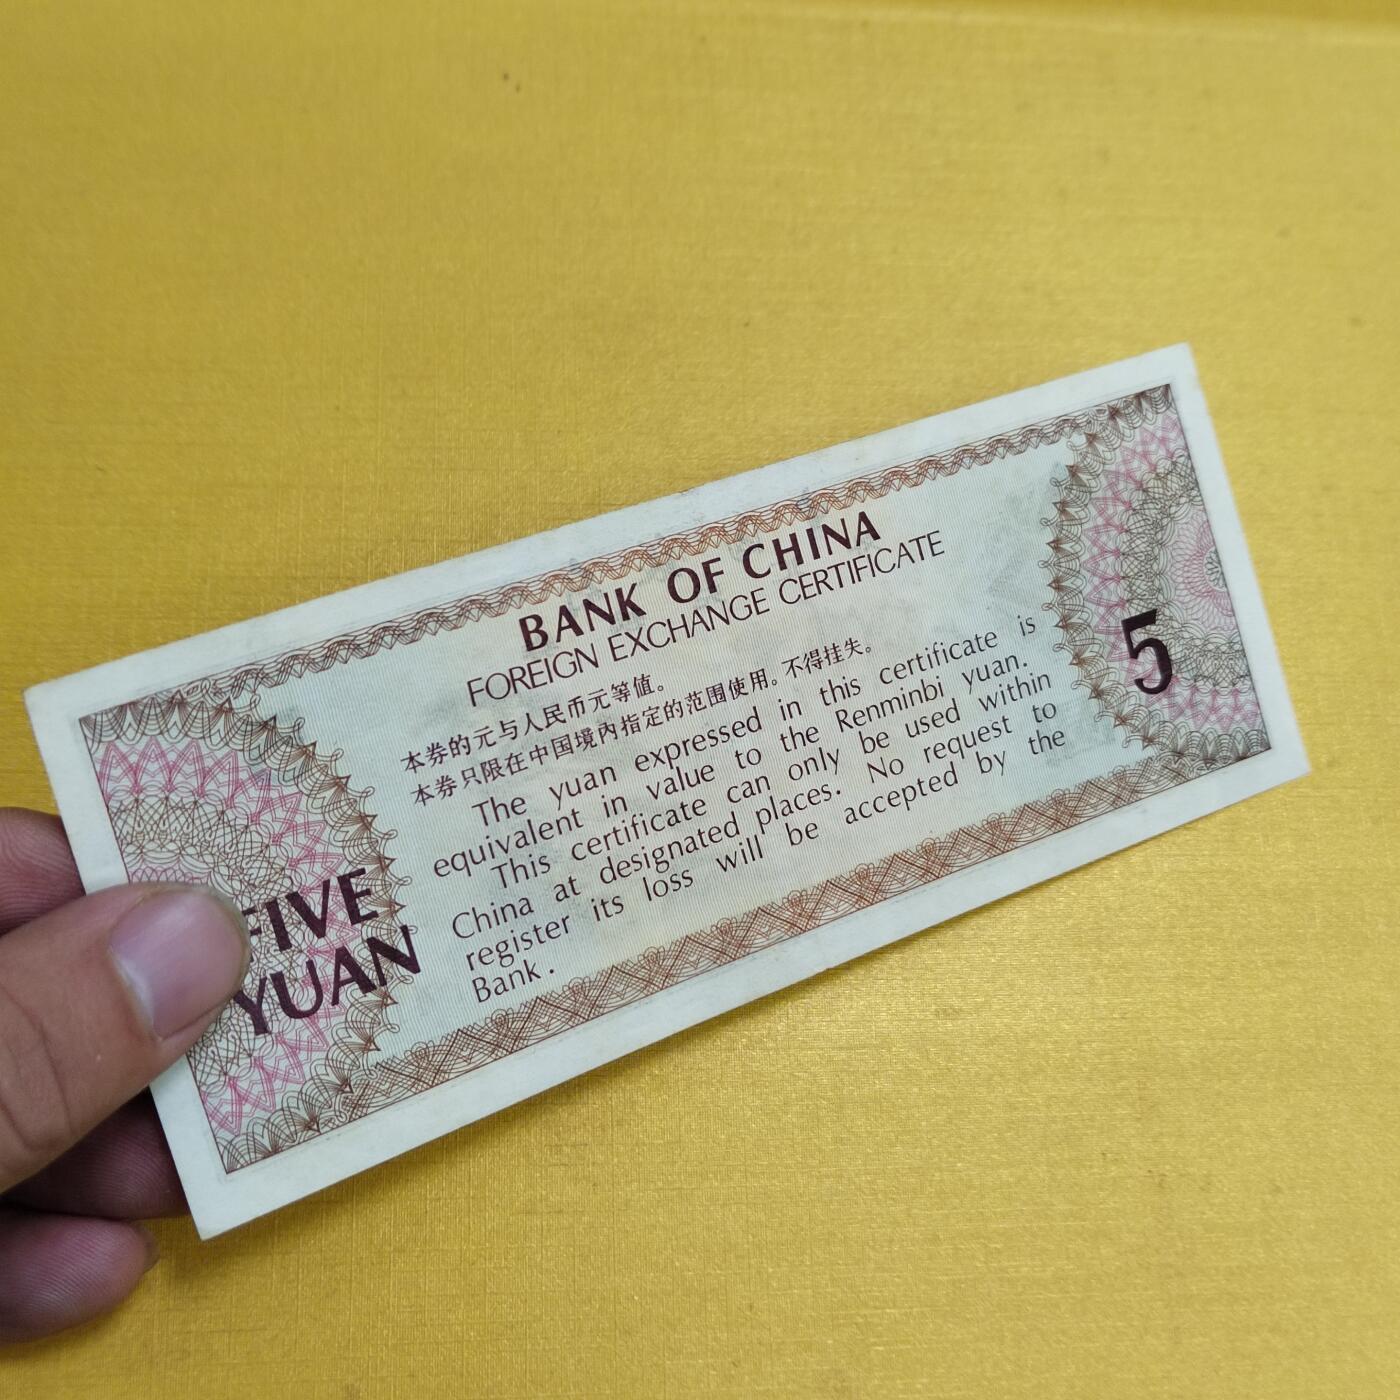 BANK OF CHINA
FOREIGN EXCHANGE CERTIFICATE
本券的元与人民币元等值。
本券只限在中国境内指定的范围使用。不得挂失。
The yuan expressed in this certificate is
equivalent in value to the Renminbi yuan.
This certificate can only be used within
China at designated places. No request to
register its loss will be accepted by the
Bank.
FIVE
YUAN
5